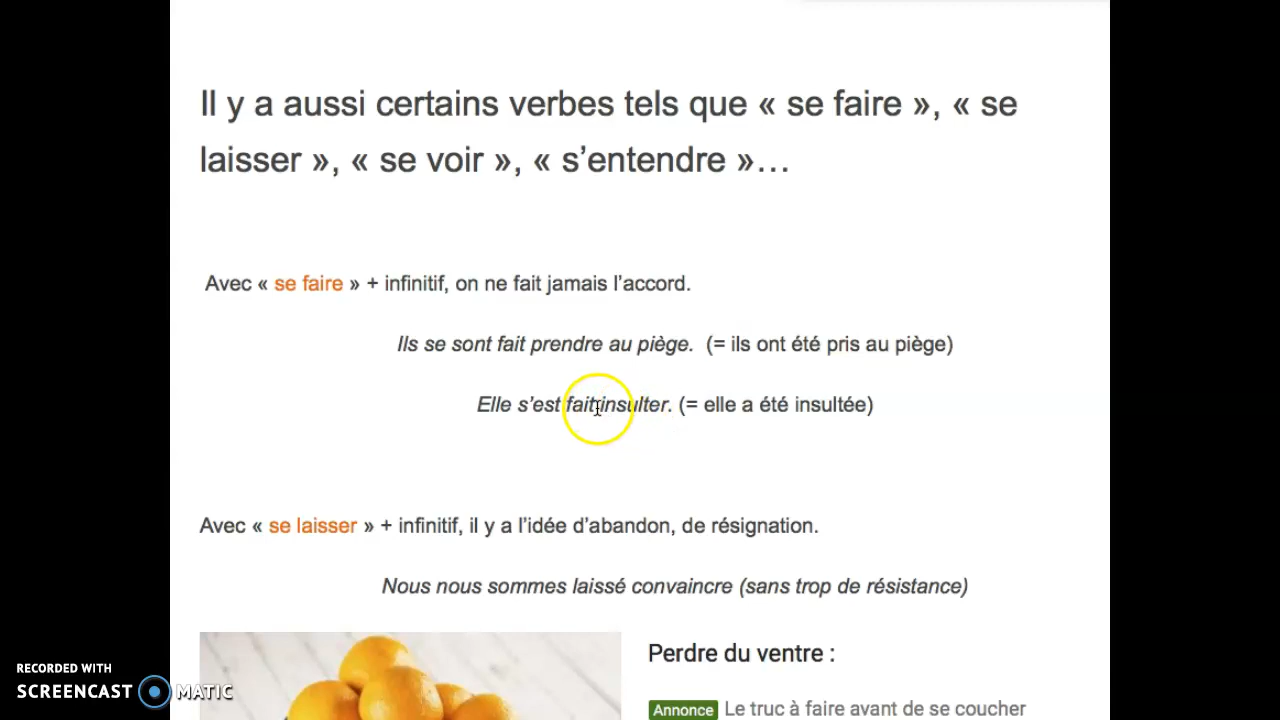 Il y a aussi certains verbes tels que « se faire », « se
laisser », « se voir », « s’entendre »…
Avec « se faire » + infinitif, on ne fait jamais l’accord.
Ils se sont fait prendre au piège. (= ils ont été pris au piège)
Elle s’est fait insulter. (= elle a été insultée)
Avec « se laisser » + infinitif, il y a l’idée d’abandon, de résignation.
Nous nous sommes laissé convaincre (sans trop de résistance)
Perdre du ventre :
Annonce Le truc à faire avant de se coucher
RECORDED WITH
SCREENCAST MATIC